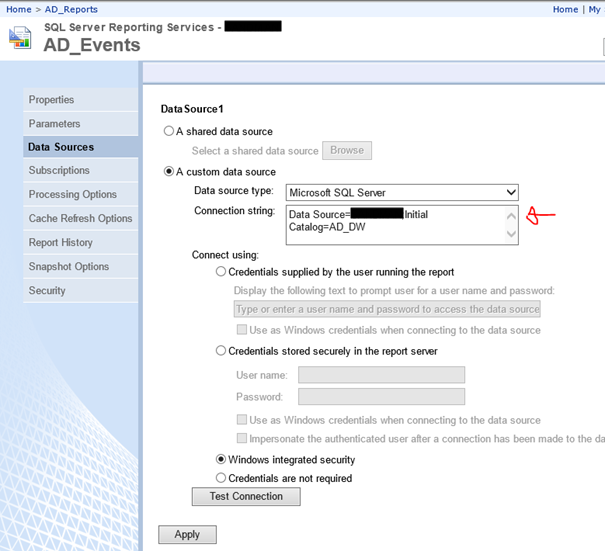 Home > AD_Reports
Home | My
SQL Server Reporting Services -
AD_Events
Properties
Parameters
Data Sources
Subscriptions
Processing Options
Cache Refresh Options
Report History
Snapshot Options
Security
DataSource1
A shared data source
Select a shared data source Browse
A custom data source
Data source type: Microsoft SQL Server
Connection string: Data Source= ;Initial
Catalog=AD_DW
Connect using:
Credentials supplied by the user running the report
Display the following text to prompt user for a user name and password:
Type or enter a user name and password to access the data source
Use as Windows credentials when connecting to the data source
Credentials stored securely in the report server
User name:
Password:
Use as Windows credentials when connecting to the data source
Impersonate the authenticated user after a connection has been made to the da
Windows integrated security
Credentials are not required
Test Connection
Apply